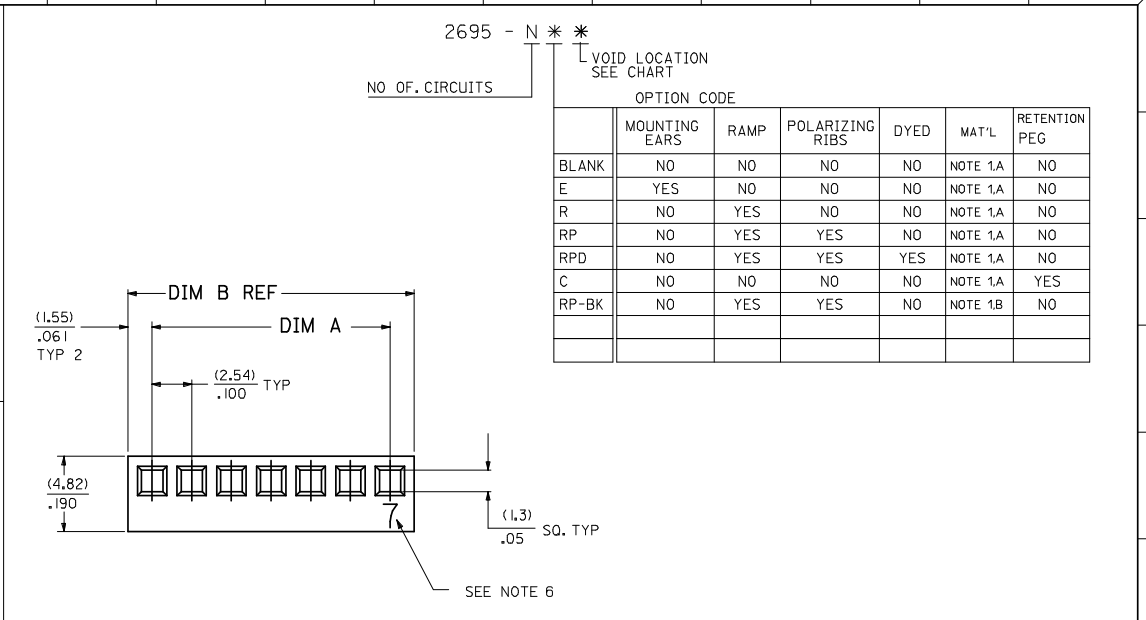 2695 - N * *
VOID LOCATION
SEE CHART
NO OF. CIRCUITS
OPTION CODE
MOUNTING EARS RAMP POLARIZING RIBS DYED MAT'L RETENTION PEG
BLANK NO NO NO NO NOTE 1,A NO
E YES NO NO NO NOTE 1,A NO
R NO YES NO NO NOTE 1,A NO
RP NO YES YES NO NOTE 1,A NO
RPD NO YES YES YES NOTE 1,A NO
C NO NO NO NO NOTE 1,A YES
RP-BK NO YES YES NO NOTE 1,B NO
DIM B REF
(1.55)
.061
TYP 2
DIM A
(2.54)
.100
TYP
(4.82)
.190
7
(1.3)
.05
SQ. TYP
SEE NOTE 6